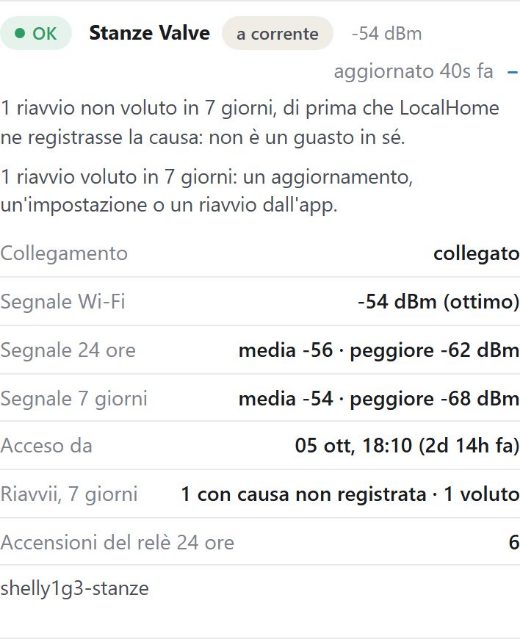 OK Stanze Valve a corrente -54 dBm
aggiornato 40s fa –
1 riavvio non voluto in 7 giorni, di prima che LocalHome
ne registrasse la causa: non è un guasto in sé.
1 riavvio voluto in 7 giorni: un aggiornamento,
un'impostazione o un riavvio dall'app.
Collegamento collegato
Segnale Wi-Fi -54 dBm (ottimo)
Segnale 24 ore media -56 · peggiore -62 dBm
Segnale 7 giorni media -54 · peggiore -68 dBm
Acceso da 05 ott, 18:10 (2d 14h fa)
Riavvii, 7 giorni 1 con causa non registrata · 1 voluto
Accensioni del relè 24 ore 6
shelly1g3-stanze